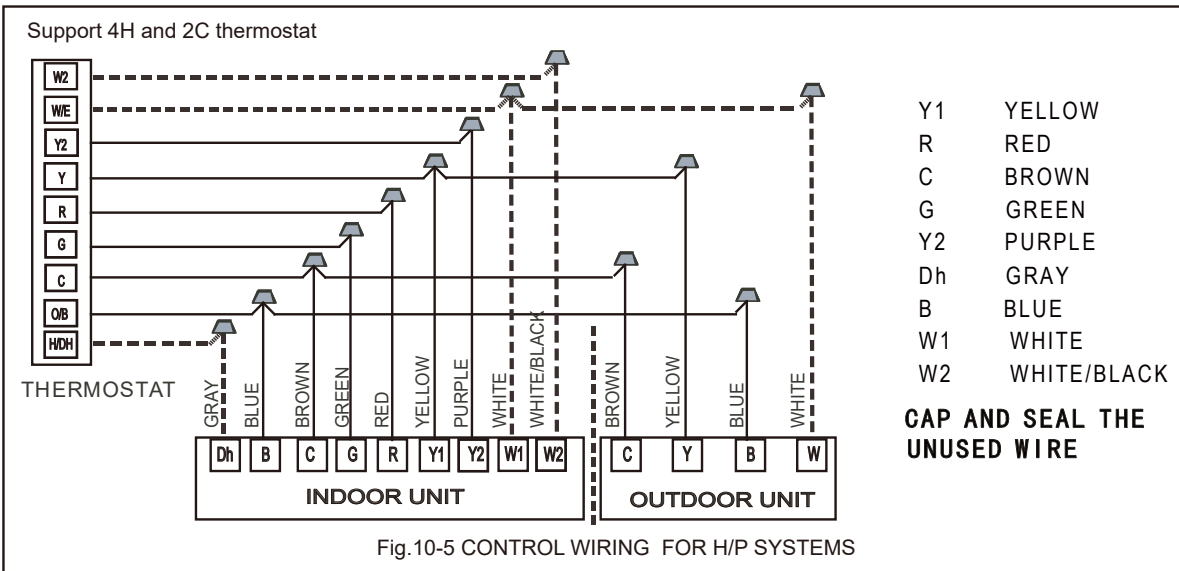 Support 4H and 2C thermostat
W2
W/E
Y2
Y
R
G
C
O/B
H/DH
THERMOSTAT
GRAY
BLUE
BROWN
GREEN
RED
YELLOW
PURPLE
WHITE
WHITE/BLACK
BROWN
YELLOW
BLUE
WHITE
Dh B C G R Y1 Y2 W1 W2
INDOOR UNIT
C Y B W
OUTDOOR UNIT
Y1 YELLOW
R RED
C BROWN
G GREEN
Y2 PURPLE
Dh GRAY
B BLUE
W1 WHITE
W2 WHITE/BLACK
CAP AND SEAL THE
UNUSED WIRE
Fig.10-5 CONTROL WIRING FOR H/P SYSTEMS